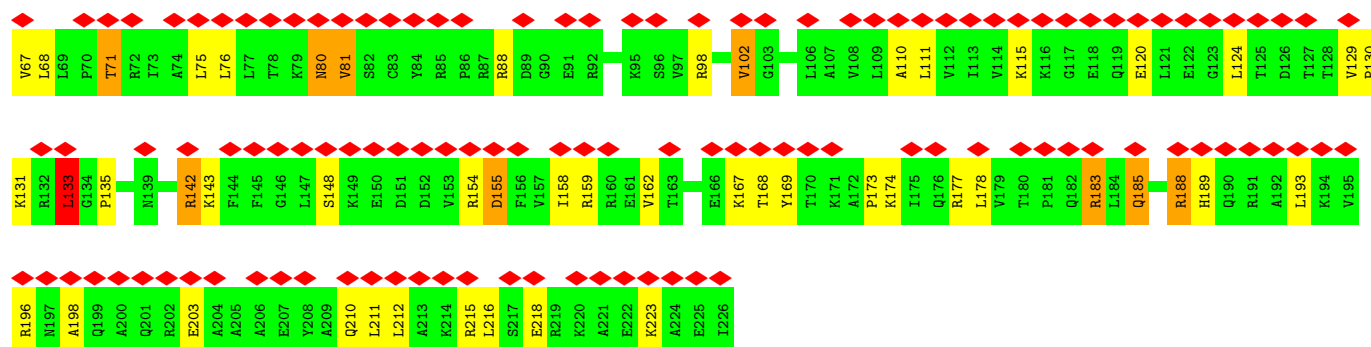 V67 L68 L69 P70 T71 R72 I73 A74 L75 L76 L77 T78 K79 N80 V81 S82 C83 Y84 R85 P86 R87 R88 D89 G90 E91 R92 K95 S96 V97 R98 V102 G103 L106 A107 V108 L109 A110 L111 V112 I113 V114 K115 K116 G117 E118 Q119 E120 L121 E122 G123 L124 T125 D126 T127 T128 V129 P130
K131 R132 L133 G134 P135 N139 R142 K143 F144 F145 G146 L147 S148 K149 E150 D151 D152 V153 R154 D155 F156 V157 I158 R159 R160 E161 V162 T163 E166 K167 T168 Y169 T170 K171 A172 P173 K174 I175 Q176 R177 L178 V179 T180 P181 Q182 R183 L184 Q185 R188 H189 Q190 R191 A192 L193 K194 V195
R196 N197 A198 Q199 A200 Q201 R202 E203 A204 A205 A206 E207 Y208 A209 Q210 L211 L212 A213 K214 R215 L216 S217 E218 R219 K220 A221 E222 K223 A224 E225 I226